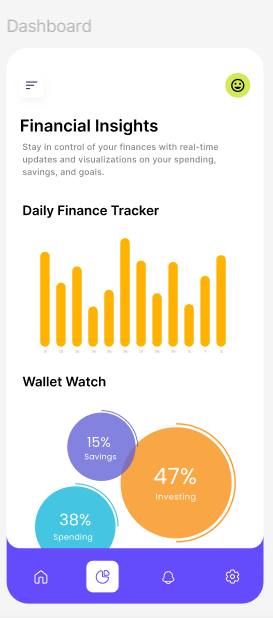 Dashboard
Financial Insights
Stay in control of your finances with real-time
updates and visualizations on your spending,
savings, and goals.
Daily Finance Tracker
Wallet Watch
15%
Savings
47%
Investing
38%
Spending